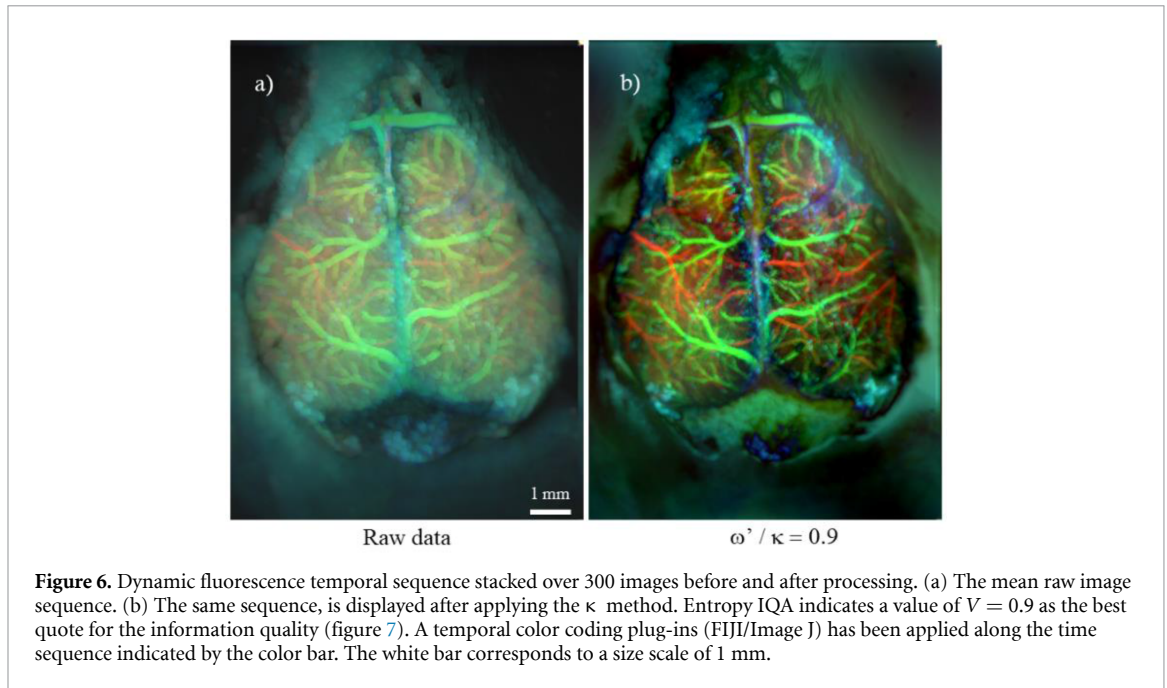 a)
b)
1 mm
Raw data
ω’ / κ = 0.9
Figure 6. Dynamic fluorescence temporal sequence stacked over 300 images before and after processing. (a) The mean raw image
sequence. (b) The same sequence, is displayed after applying the κ method. Entropy IQA indicates a value of V = 0.9 as the best
quote for the information quality (figure 7). A temporal color coding plug-ins (FIJI/Image J) has been applied along the time
sequence indicated by the color bar. The white bar corresponds to a size scale of 1 mm.